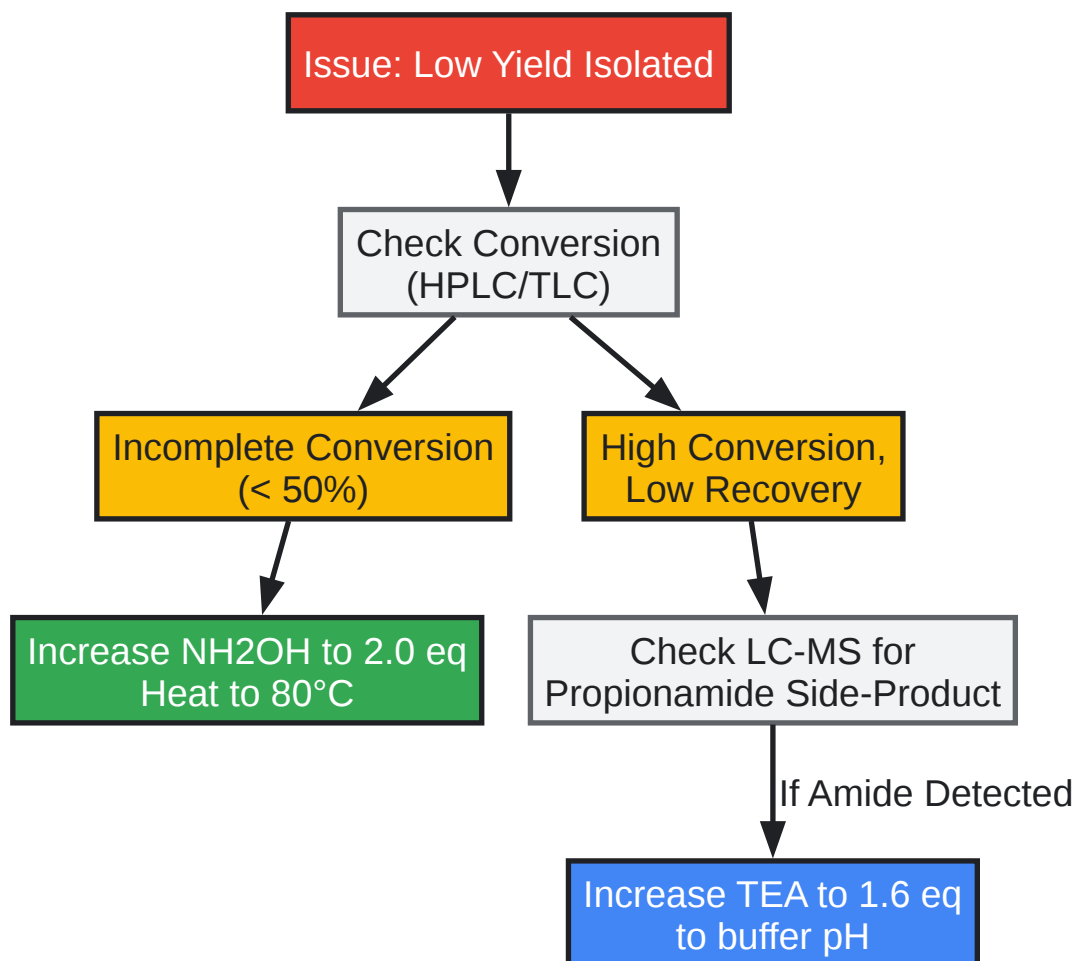 Issue: Low Yield Isolated
Check Conversion
(HPLC/TLC)
Incomplete Conversion
(< 50%)
High Conversion,
Low Recovery
Increase NH2OH to 2.0 eq
Heat to 80°C
Check LC-MS for
Propionamide Side-Product
If Amide Detected
Increase TEA to 1.6 eq
to buffer pH